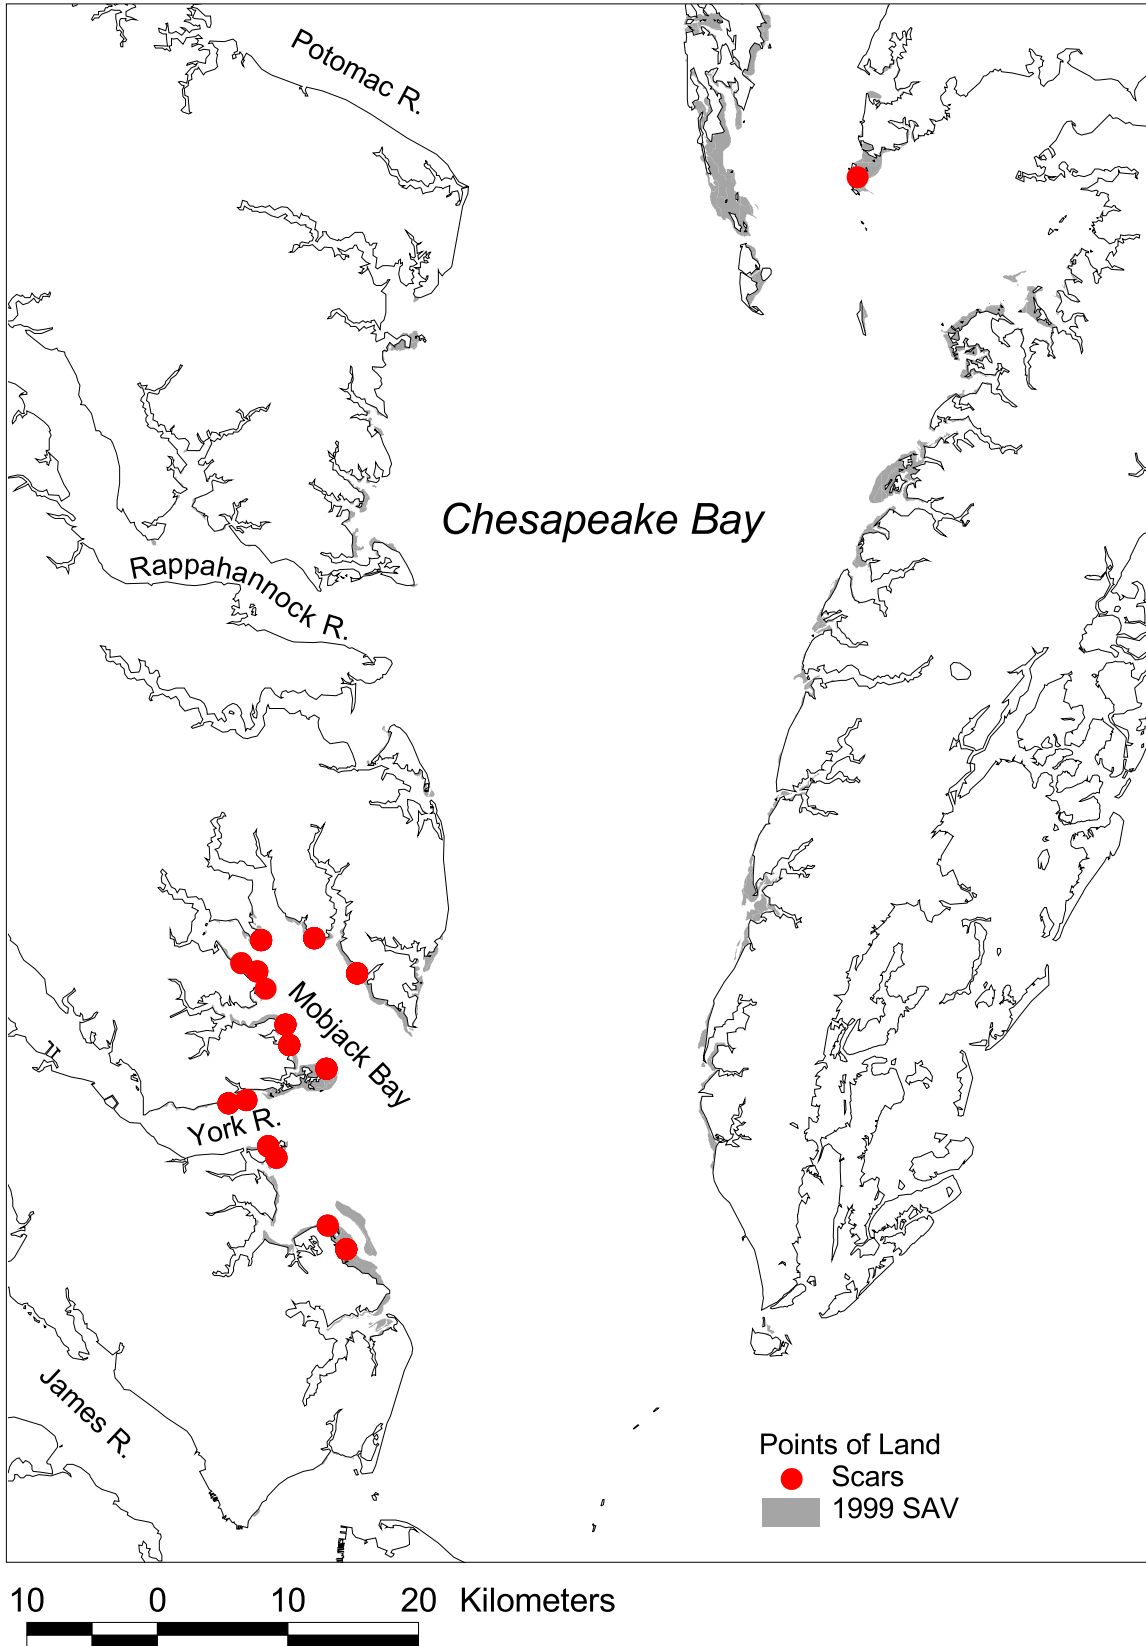 Potomac R.
Chesapeake Bay
Rappahannock R.
Mobjack Bay
York R.
James R.
Points of Land
Scars
1999 SAV
10 0 10 20 Kilometers